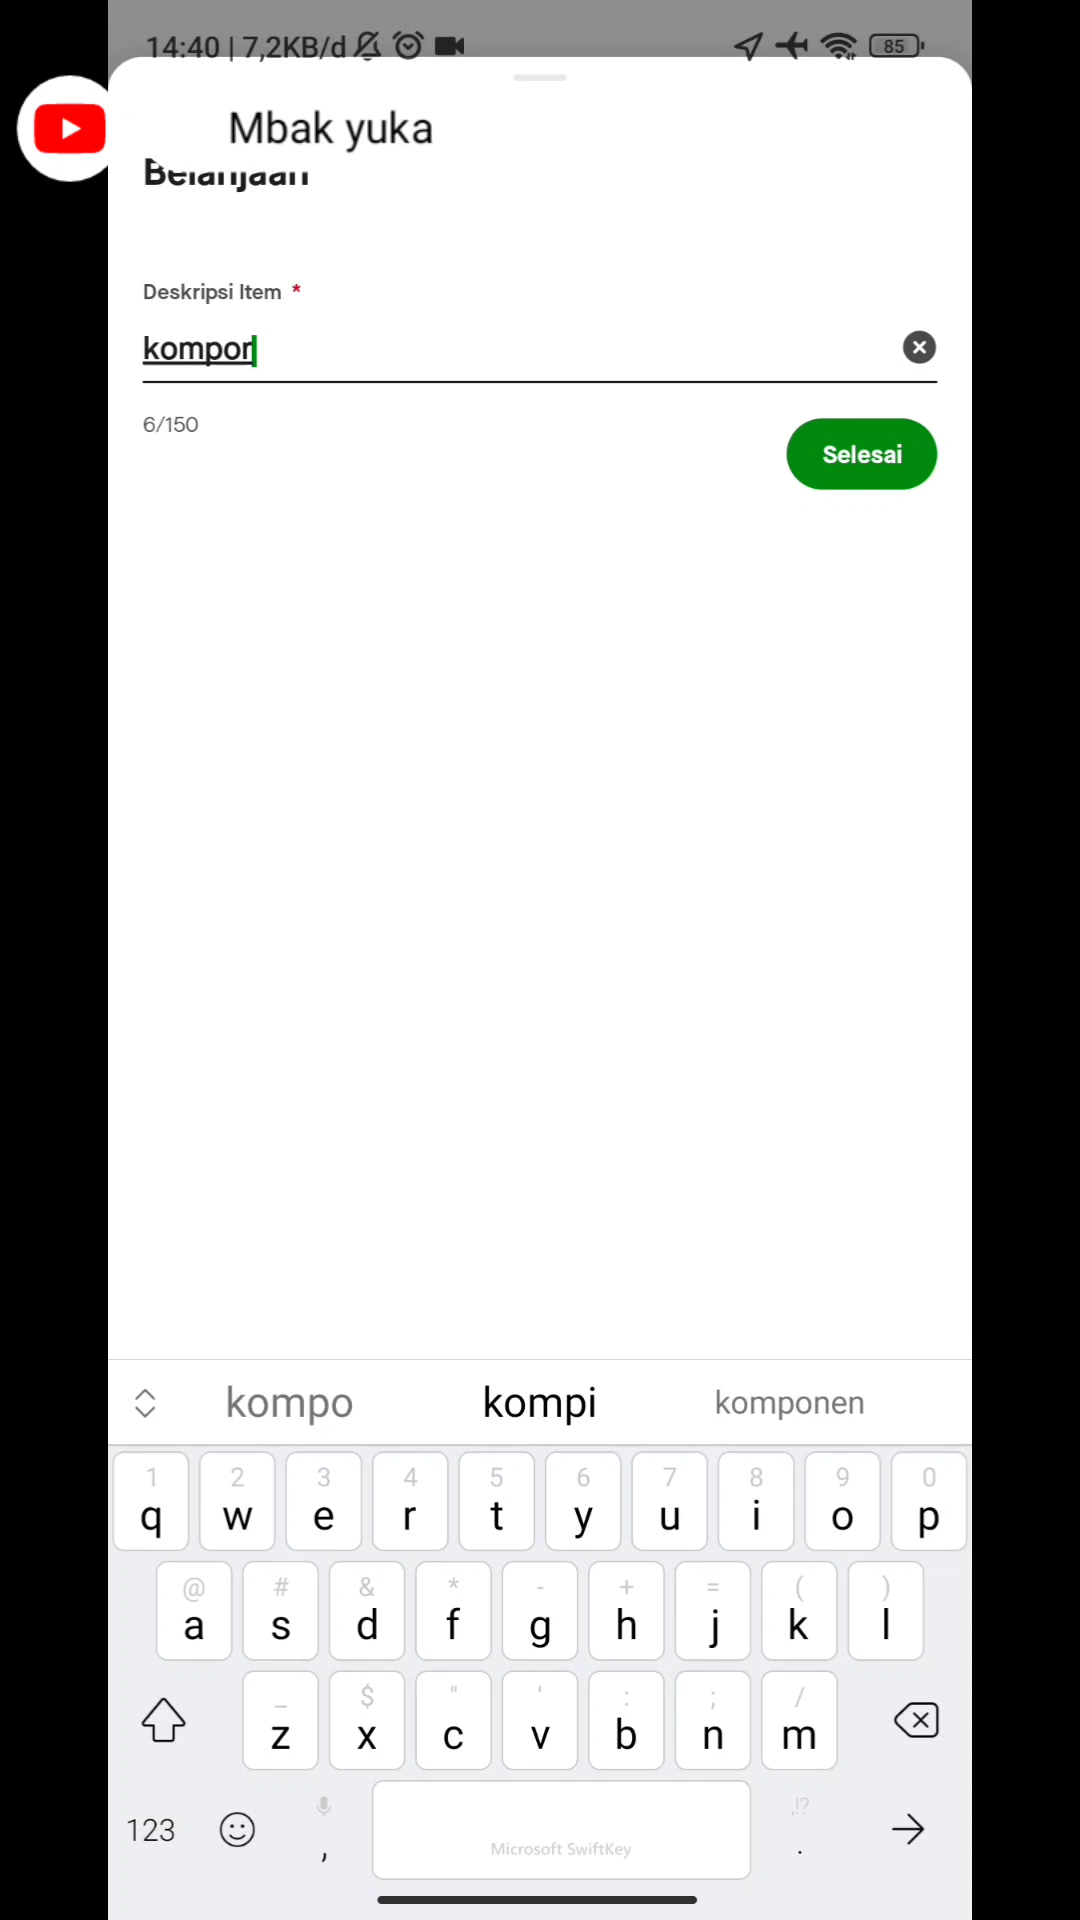 14:40 | 7,2KB/d
85
Mbak yuka
Belanjaan
Deskripsi Item *
kompor
6/150
Selesai
kompo kompi komponen
1 2 3 4 5 6 7 8 9 0
q w e r t y u i o p
@ # & * - + = ( )
a s d f g h j k l
_ $ " ' : ; /
z x c v b n m
123 , Microsoft SwiftKey ,!? .